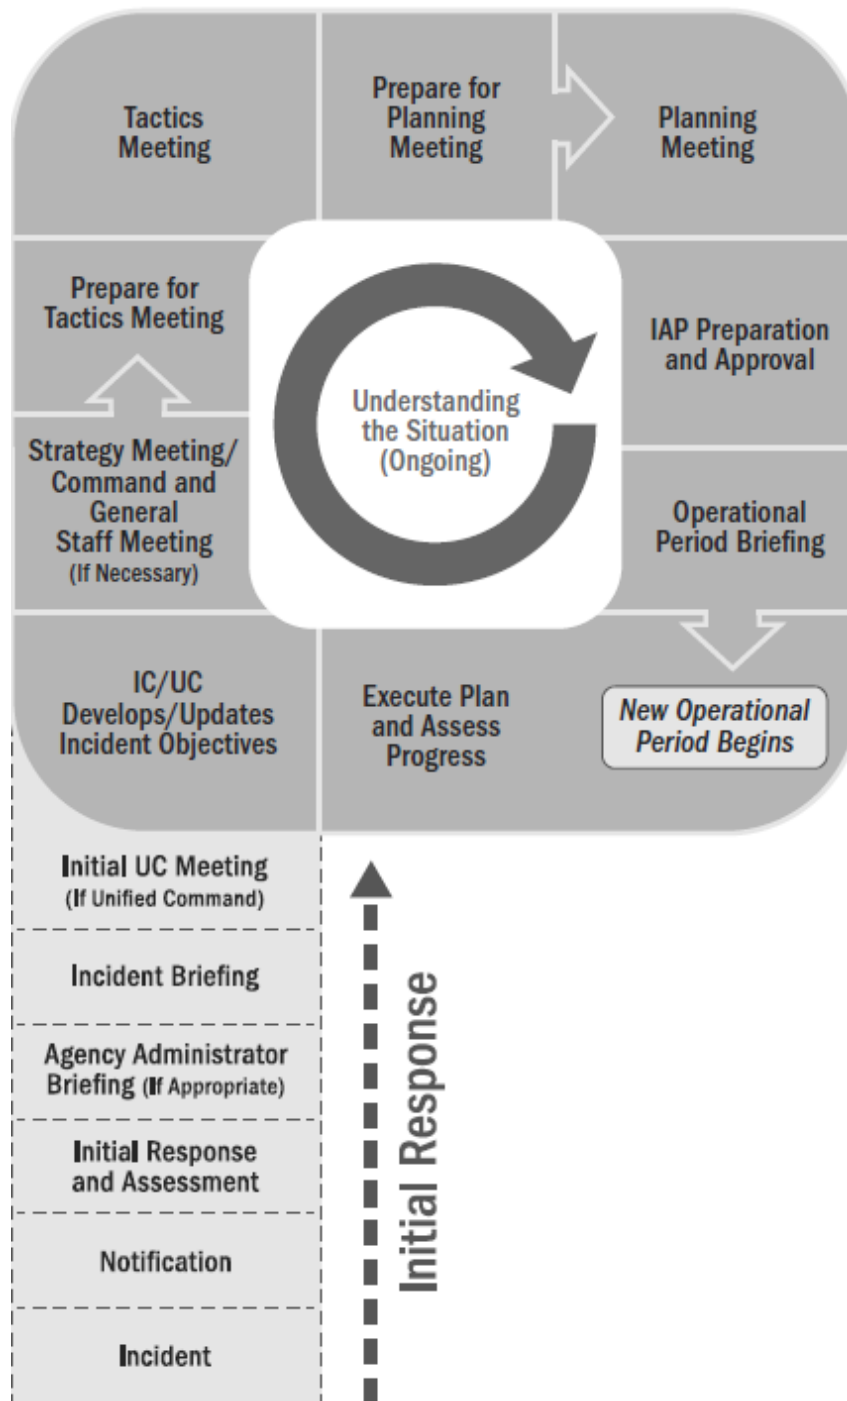 Tactics
Meeting
Prepare for
Planning
Meeting
Planning
Meeting
Prepare for
Tactics Meeting
Understanding
the Situation
(Ongoing)
IAP Preparation
and Approval
Strategy Meeting/
Command and
General
Staff Meeting
(If Necessary)
Operational
Period Briefing
IC/UC
Develops/Updates
Incident Objectives
Execute Plan
and Assess
Progress
New Operational
Period Begins
Initial UC Meeting
(If Unified Command)
Incident Briefing
Agency Administrator
Briefing (If Appropriate)
Initial Response
and Assessment
Notification
Incident
Initial Response